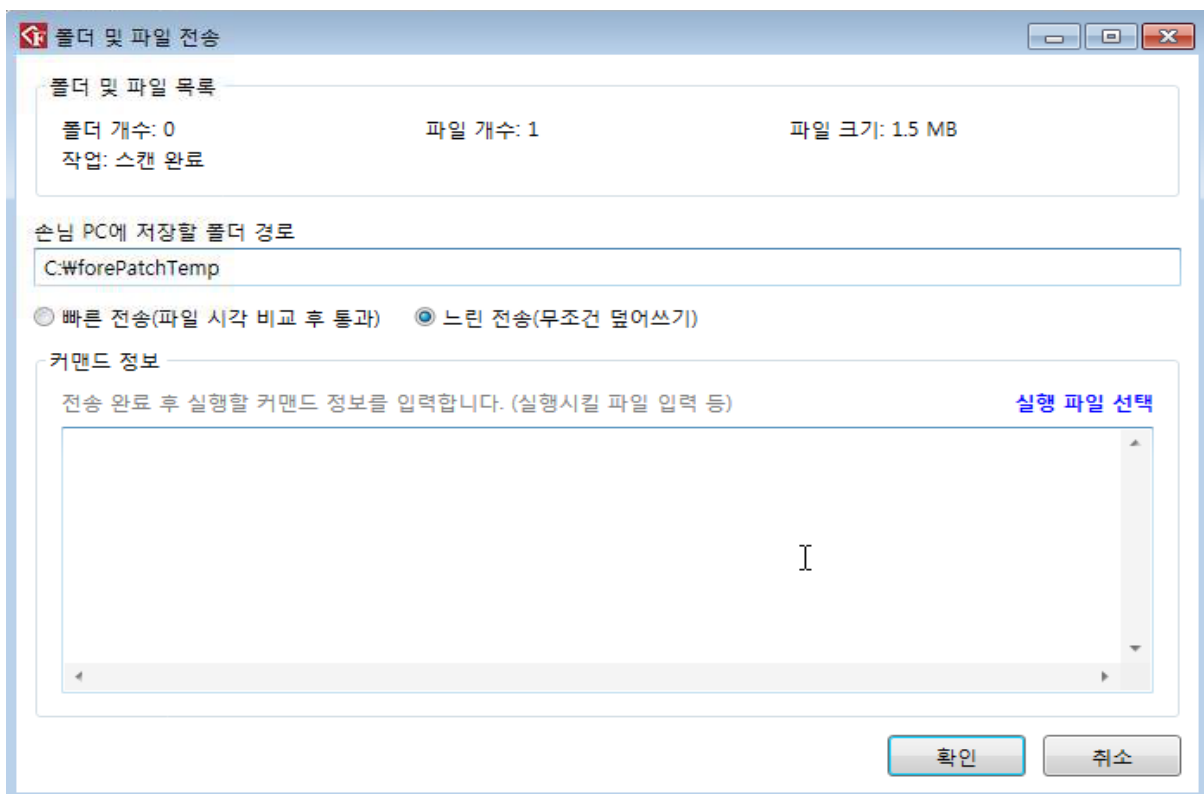 폴더 및 파일 전송
폴더 및 파일 목록
폴더 개수: 0 파일 개수: 1 파일 크기: 1.5 MB
작업: 스캔 완료
손님 PC에 저장할 폴더 경로
C:₩forePatchTemp
빠른 전송(파일 시각 비교 후 통과) 느린 전송(무조건 덮어쓰기)
커맨드 정보
전송 완료 후 실행할 커맨드 정보를 입력합니다. (실행시킬 파일 입력 등) 실행 파일 선택
확인 취소